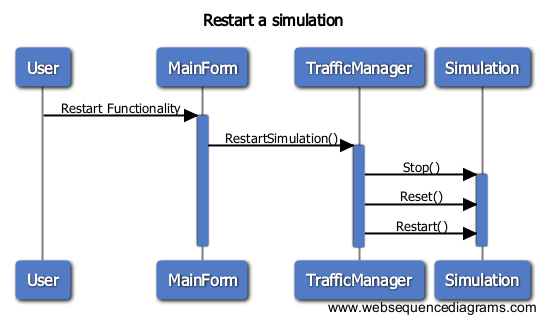 Restart a simulation
User
MainForm
TrafficManager
Simulation
Restart Functionality
RestartSimulation()
Stop()
Reset()
Restart()
User
MainForm
TrafficManager
Simulation
www.websequencediagrams.com